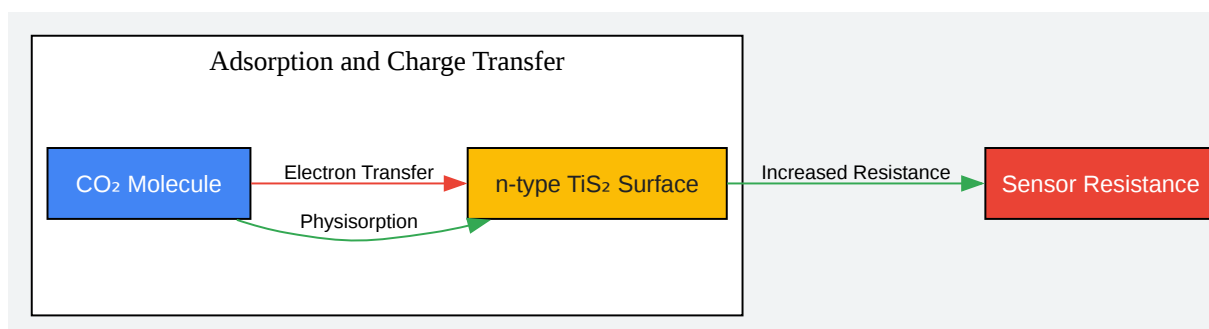 Adsorption and Charge Transfer
CO₂ Molecule
Electron Transfer
Physisorption
n-type TiS₂ Surface
Increased Resistance
Sensor Resistance